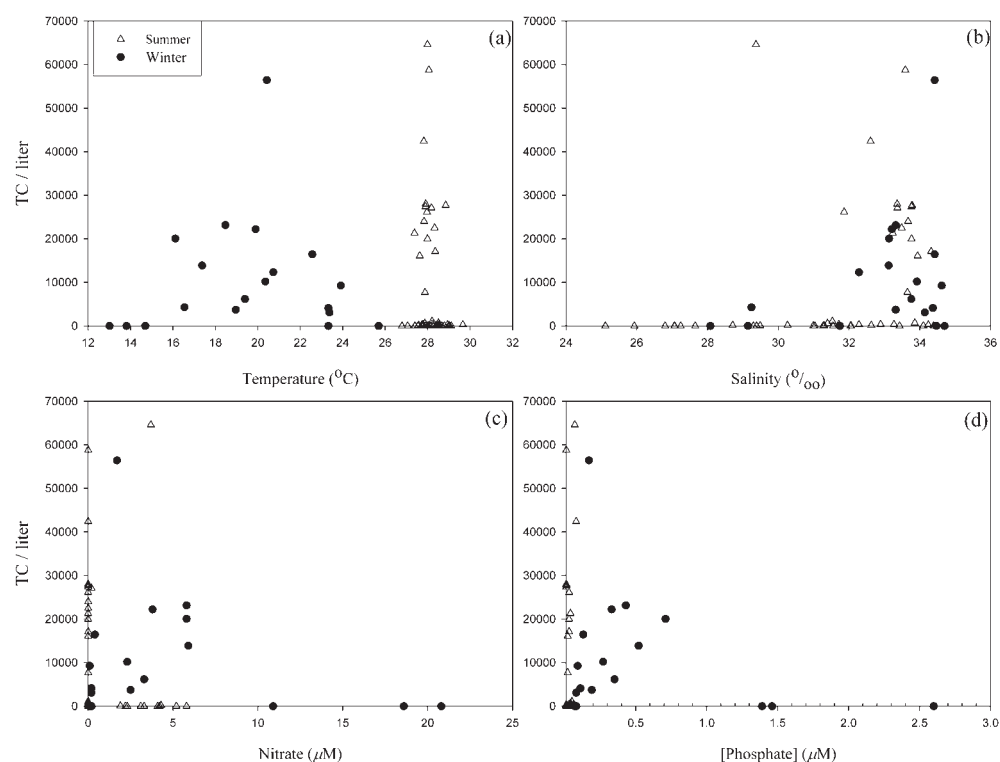 70000
60000
50000
40000
30000
20000
10000
0
TC / liter
Summer
Winter
(a)
12 14 16 18 20 22 24 26 28 30 32
Temperature (°C)
70000
60000
50000
40000
30000
20000
10000
0
(b)
24 26 28 30 32 34 36
Salinity (o/oo)
70000
60000
50000
40000
30000
20000
10000
0
TC / liter
(c)
0 5 10 15 20 25
Nitrate (μM)
70000
60000
50000
40000
30000
20000
10000
0
(d)
0.5 1.0 1.5 2.0 2.5 3.0
[Phosphate] (μM)